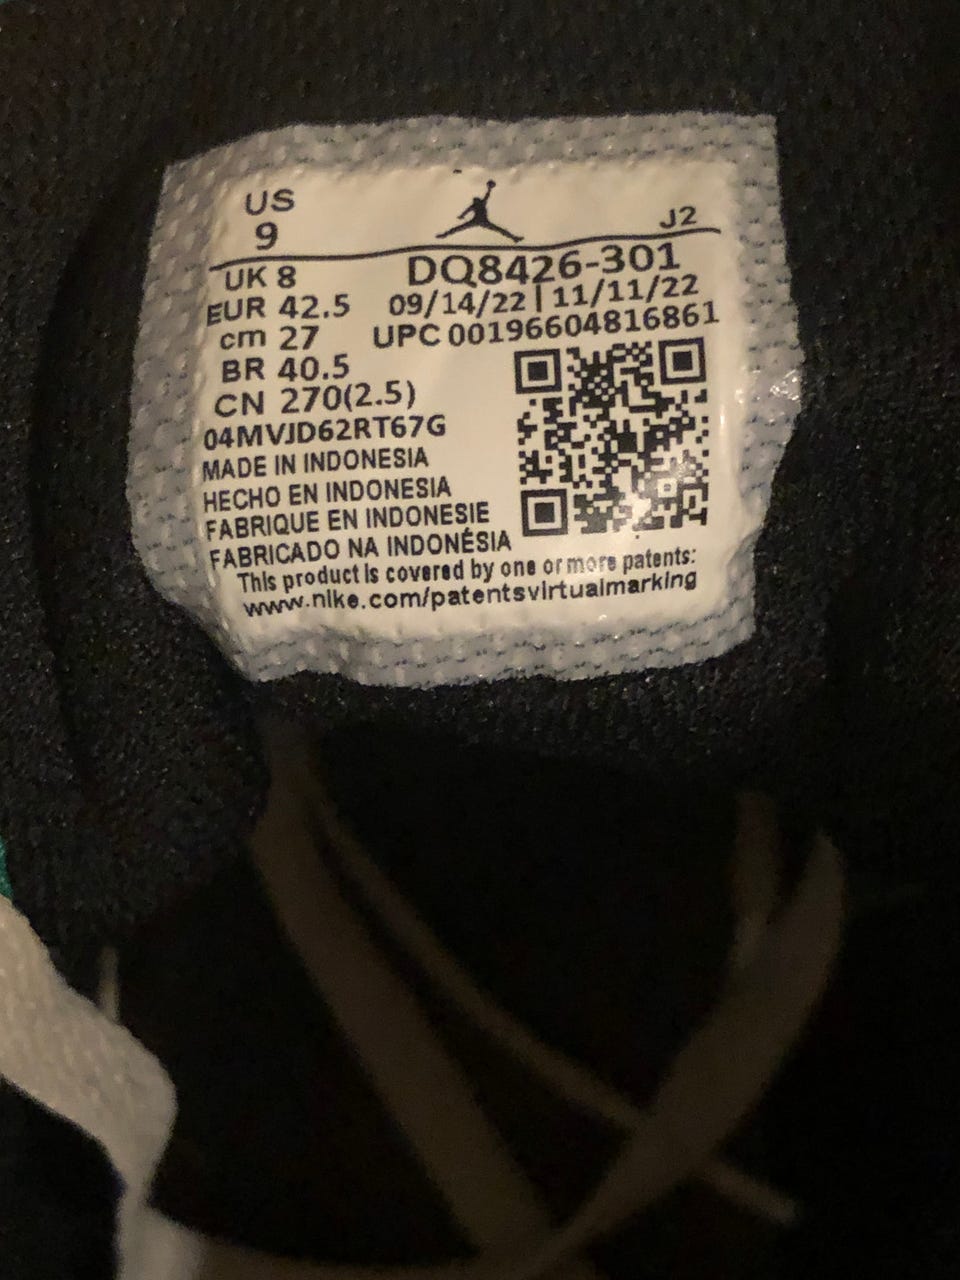 US
9
J2
UK 8
DQ8426-301
EUR 42.5
09/14/22 | 11/11/22
cm 27
UPC 00196604816861
BR 40.5
CN 270(2.5)
04MVJD62RT67G
MADE IN INDONESIA
HECHO EN INDONESIA
FABRIQUE EN INDONESIE
FABRICADO NA INDONÉSIA
This product is covered by one or more patents:
www.nike.com/patentsvirtualmarking